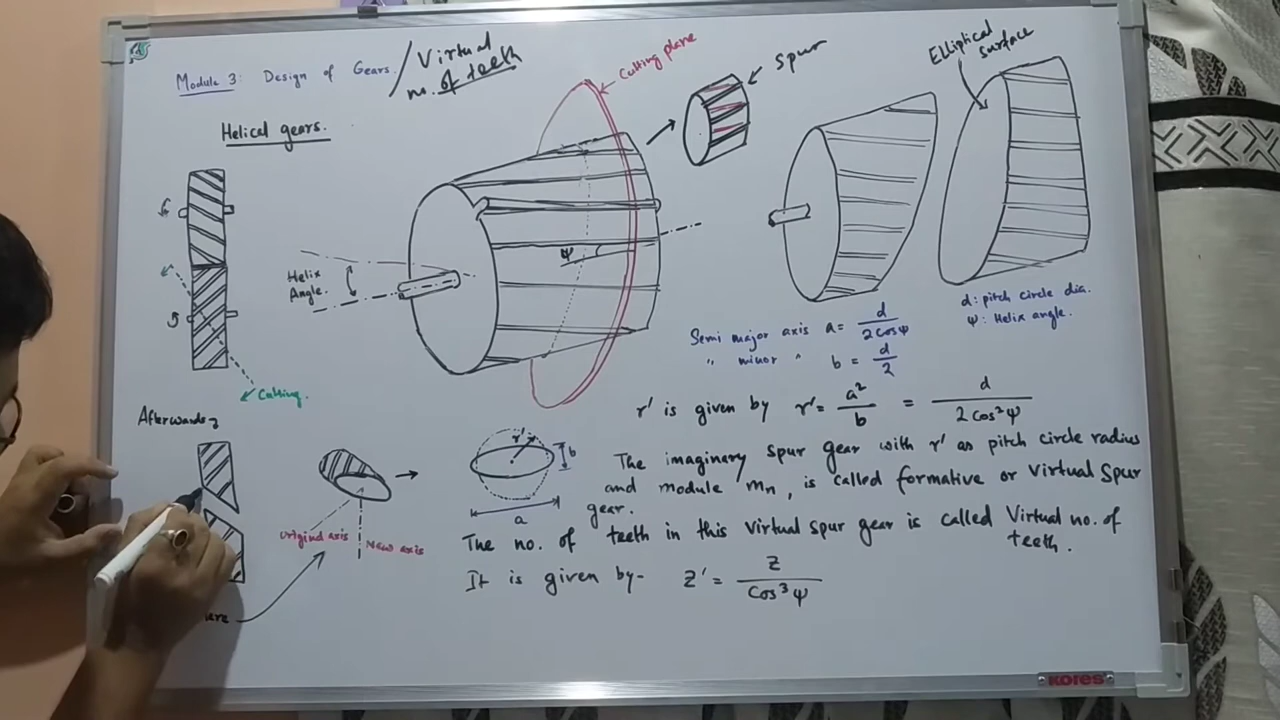 Module 3: Design of Gears / Virtual
no. of teeth
Helical gears.
Cutting plane
Spur
Elliptical
surface
Helix
Angle.
ψ
Cutting.
d: pitch circle dia.
ψ: Helix angle.
Semi major axis a = d / 2cosψ
" minor " b = d / 2
r' is given by r' = a² / b = d / 2cos²ψ
Afterwards
r'
b
a
Original axis
New axis
The imaginary spur gear with r' as pitch circle radius
and module mn, is called formative or virtual spur
gear.
The no. of teeth in this virtual spur gear is called Virtual no. of
teeth.
It is given by- z' = z / cos³ψ
KORES